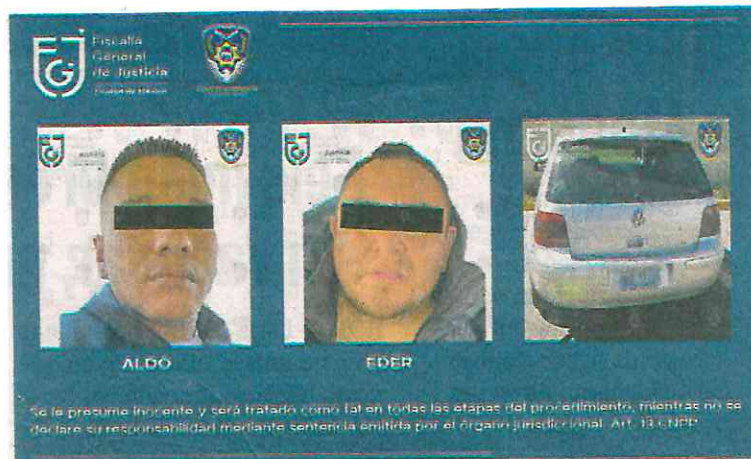 FGJ
Fiscalía
General
de Justicia
ALDO
EDER
Se le presume inocente y será tratado como tal en todas las etapas del procedimiento, mientras no se
declare su responsabilidad mediante sentencia emitida por el órgano jurisdiccional. Art. 13 CNPP